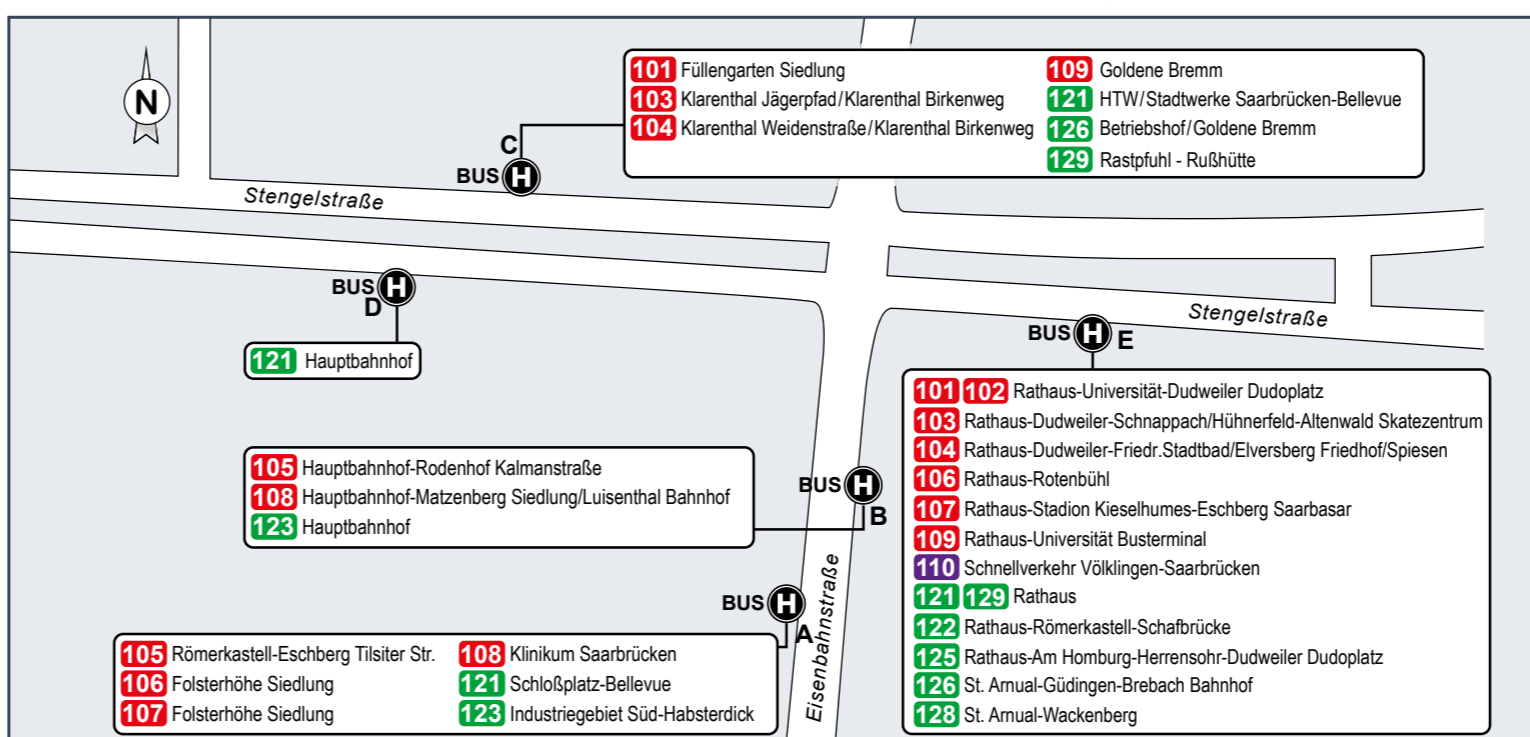 N
101 Füllengarten Siedlung
103 Klarenthal Jägerpfad/Klarenthal Birkenweg
104 Klarenthal Weidenstraße/Klarenthal Birkenweg
109 Goldene Bremm
121 HTW/Stadtwerke Saarbrücken-Bellevue
126 Betriebshof/Goldene Bremm
129 Rastpfuhl - Rußhütte
C
BUS H
Stengelstraße
BUS H
D
121 Hauptbahnhof
Stengelstraße
BUS H E
101 102 Rathaus-Universität-Dudweiler Dudoplatz
103 Rathaus-Dudweiler-Schnappach/Hühnerfeld-Altenwald Skatezentrum
104 Rathaus-Dudweiler-Friedr.Stadtbad/Elversberg Friedhof/Spiesen
106 Rathaus-Rotenbühl
107 Rathaus-Stadion Kieselhumes-Eschberg Saarbasar
109 Rathaus-Universität Busterminal
110 Schnellverkehr Völklingen-Saarbrücken
121 129 Rathaus
122 Rathaus-Römerkastell-Schafbrücke
125 Rathaus-Am Homburg-Herrensohr-Dudweiler Dudoplatz
126 St. Arnual-Güdingen-Brebach Bahnhof
128 St. Arnual-Wackenberg
105 Hauptbahnhof-Rodenhof Kalmanstraße
108 Hauptbahnhof-Matzenberg Siedlung/Luisenthal Bahnhof
123 Hauptbahnhof
BUS H
B
Eisenbahnstraße
BUS H
A
105 Römerkastell-Eschberg Tilsiter Str.
106 Folsterhöhe Siedlung
107 Folsterhöhe Siedlung
108 Klinikum Saarbrücken
121 Schloßplatz-Bellevue
123 Industriegebiet Süd-Habsterdick